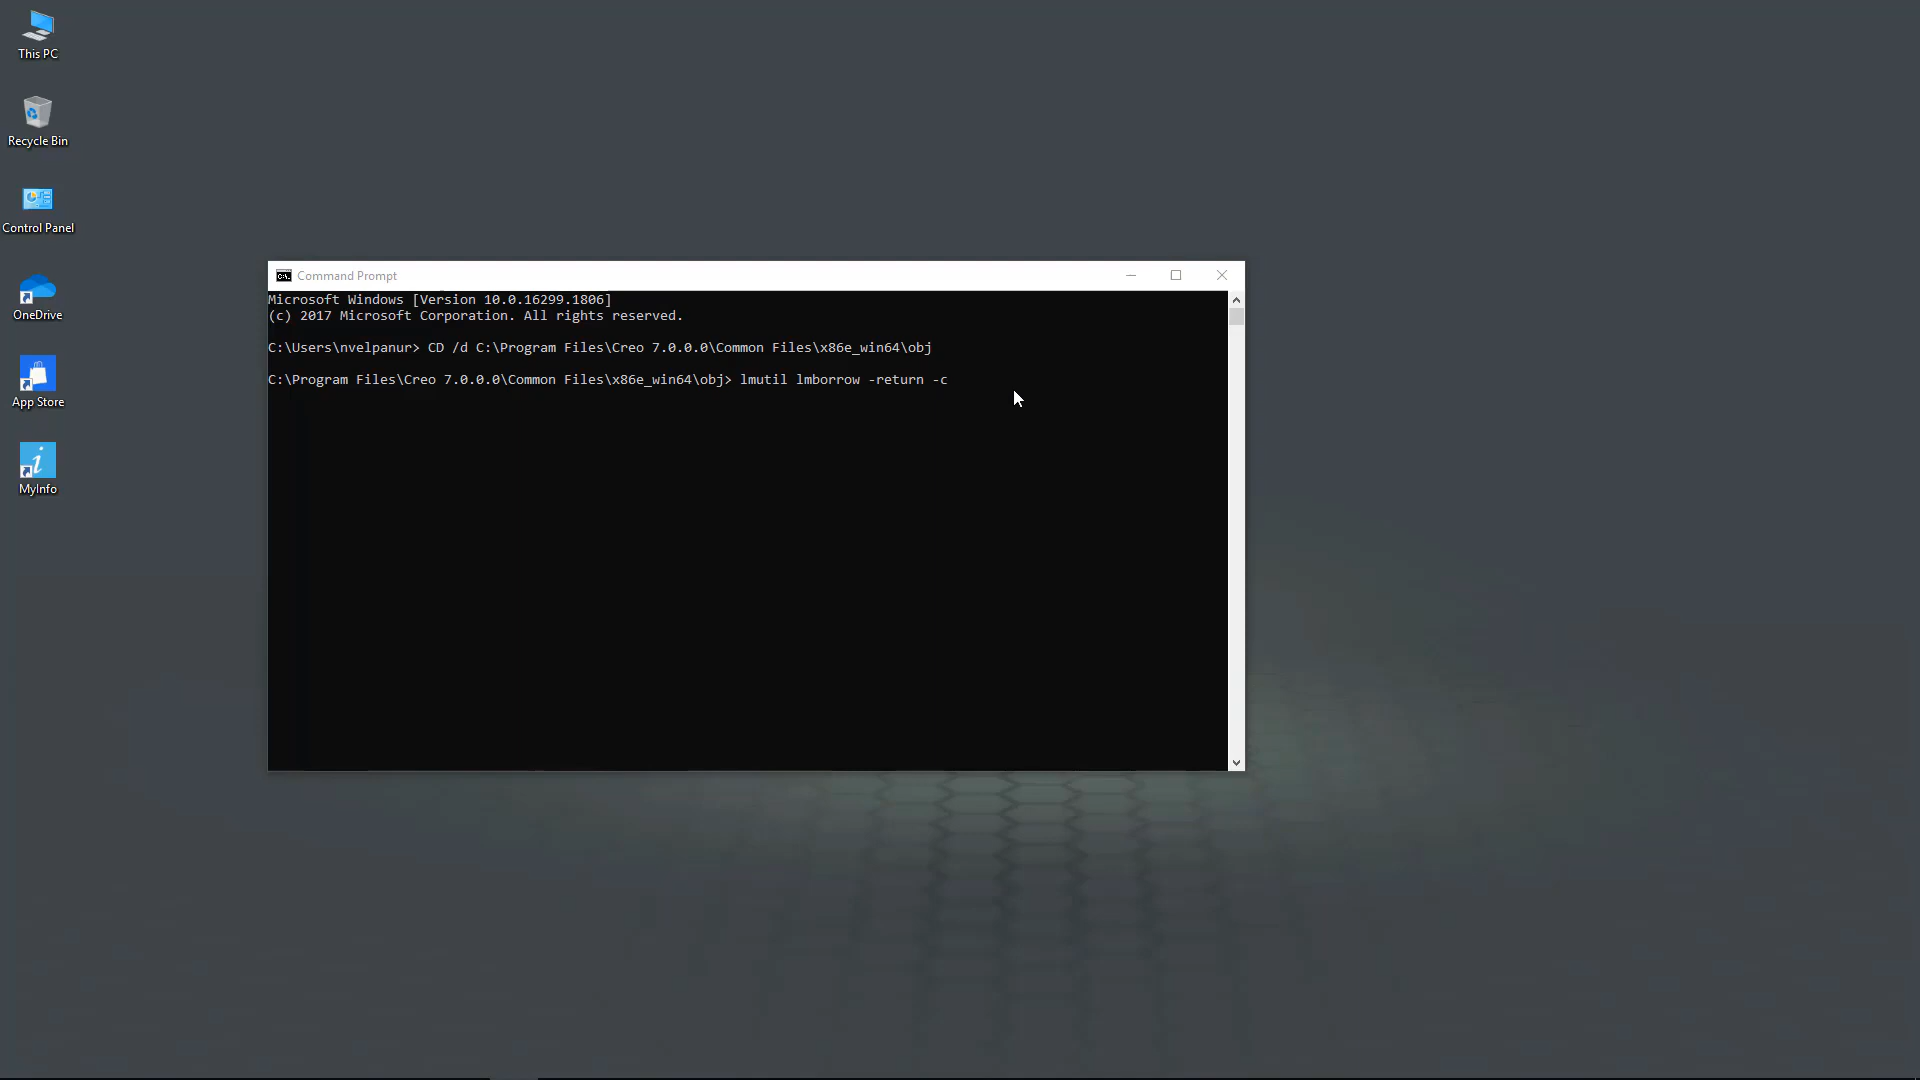 This PC
Recycle Bin
Control Panel
OneDrive
App Store
MyInfo
Command Prompt
Microsoft Windows [Version 10.0.16299.1806]
(c) 2017 Microsoft Corporation. All rights reserved.
C:\Users\nvelpanur> CD /d C:\Program Files\Creo 7.0.0.0\Common Files\x86e_win64\obj
C:\Program Files\Creo 7.0.0.0\Common Files\x86e_win64\obj> lmutil lmborrow -return -c